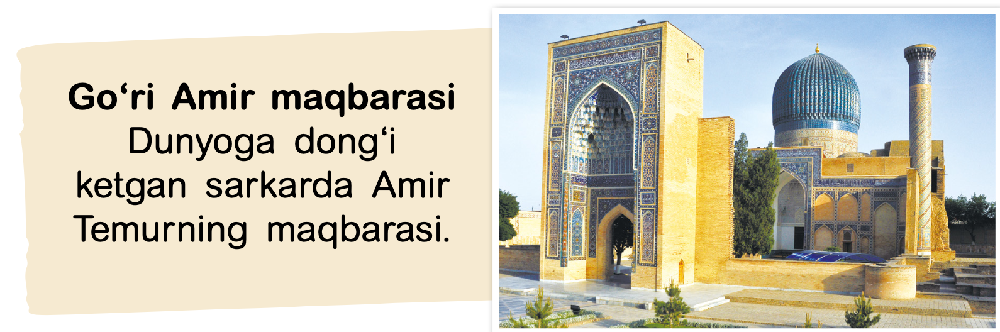 Go‘ri Amir maqbarasi
Dunyoga dong‘i
ketgan sarkarda Amir
Temurning maqbarasi.